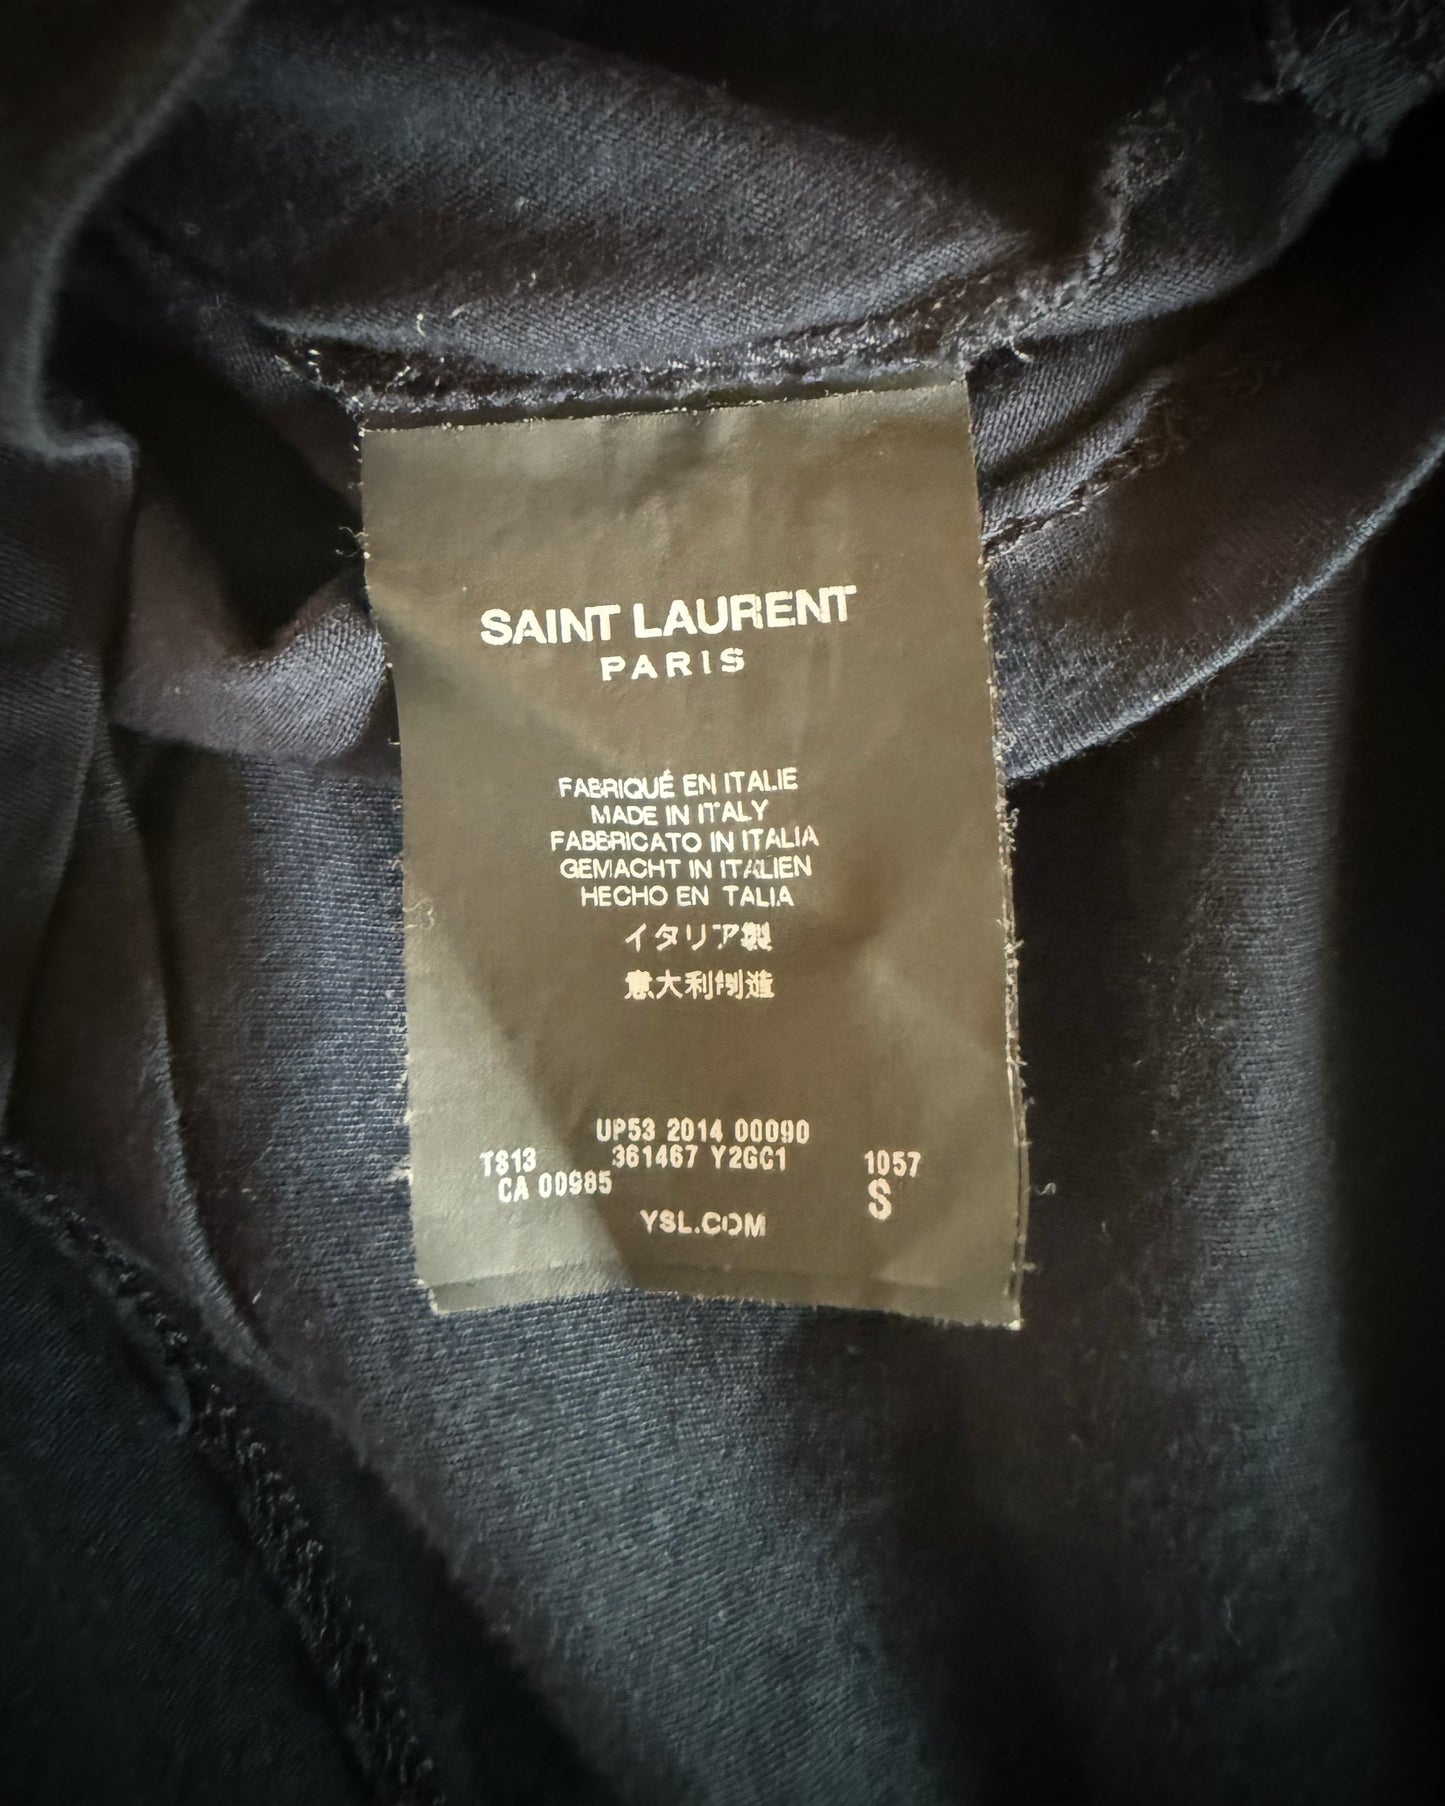 SAINT LAURENT
PARIS
FABRIQUÉ EN ITALIE
MADE IN ITALY
FABBRICATO IN ITALIA
GEMACHT IN ITALIEN
HECHO EN TALIA
イタリア製
意大利制造
UP53 2014 00090
TS13 361467 Y2GC1 1057
CA 00985 S
YSL.COM